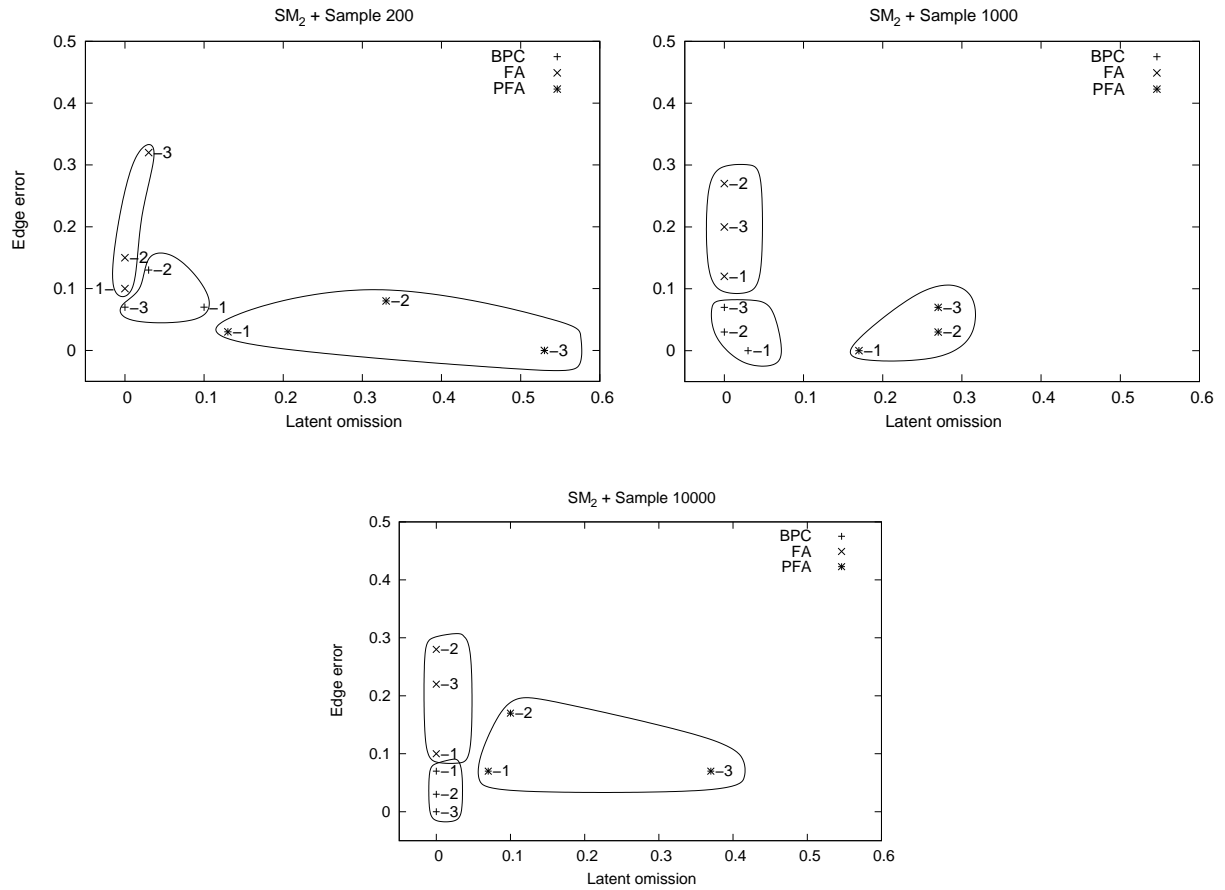 SM2 + Sample 200
0.5
0.4
0.3
0.2
0.1
0
Edge error
BPC
FA
PFA
–3
–2
1–
–2
–3
–1
–1
–2
–3
0 0.1 0.2 0.3 0.4 0.5 0.6
Latent omission
SM2 + Sample 1000
0.5
0.4
0.3
0.2
0.1
0
BPC
FA
PFA
–2
–3
–1
–3
–2
–1
–1
–3
–2
0 0.1 0.2 0.3 0.4 0.5 0.6
Latent omission
SM2 + Sample 10000
0.5
0.4
0.3
0.2
0.1
0
Edge error
BPC
FA
PFA
–2
–3
–1
–1
–2
–3
–2
–1
–3
0 0.1 0.2 0.3 0.4 0.5 0.6
Latent omission